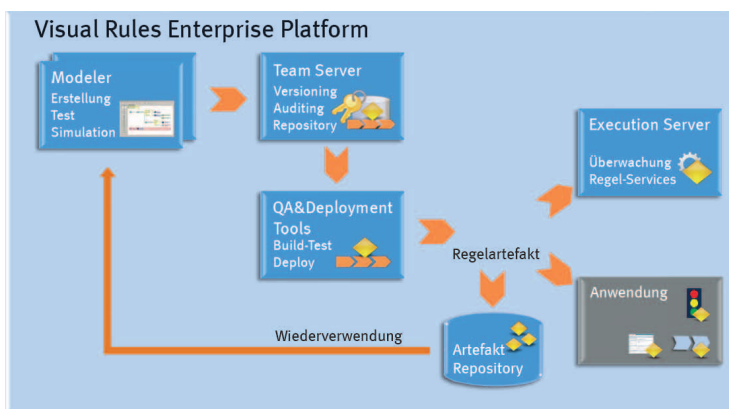 Visual Rules Enterprise Platform
Modeler
Erstellung
Test
Simulation
Team Server
Versioning
Auditing
Repository
Execution Server
Überwachung
Regel-Services
QA&Deployment
Tools
Build-Test
Deploy
Regelartefakt
Anwendung
Wiederverwendung
Artefakt
Repository